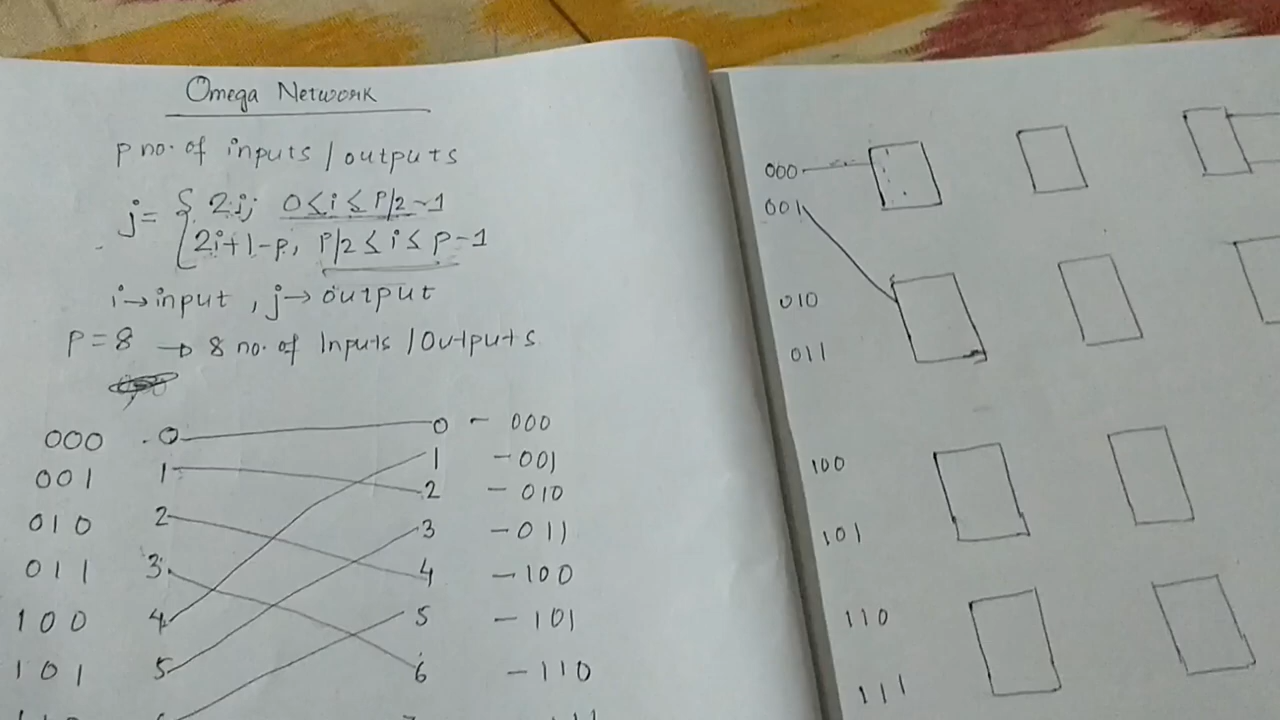 Omega Network
p no. of inputs / outputs
j= { 2i; 0 ≤ i ≤ P/2 - 1
2i+1-p, P/2 ≤ i ≤ p-1
i→input, j→ output
P = 8 → 8 no. of Inputs / Outputs
000 . 0 0 - 000
001 1 1 - 001
010 2 2 - 010
011 3. 3 - 011
100 4 4 - 100
101 5 5 - 101
6 - 110
000
001
010
011
100
101
110
111